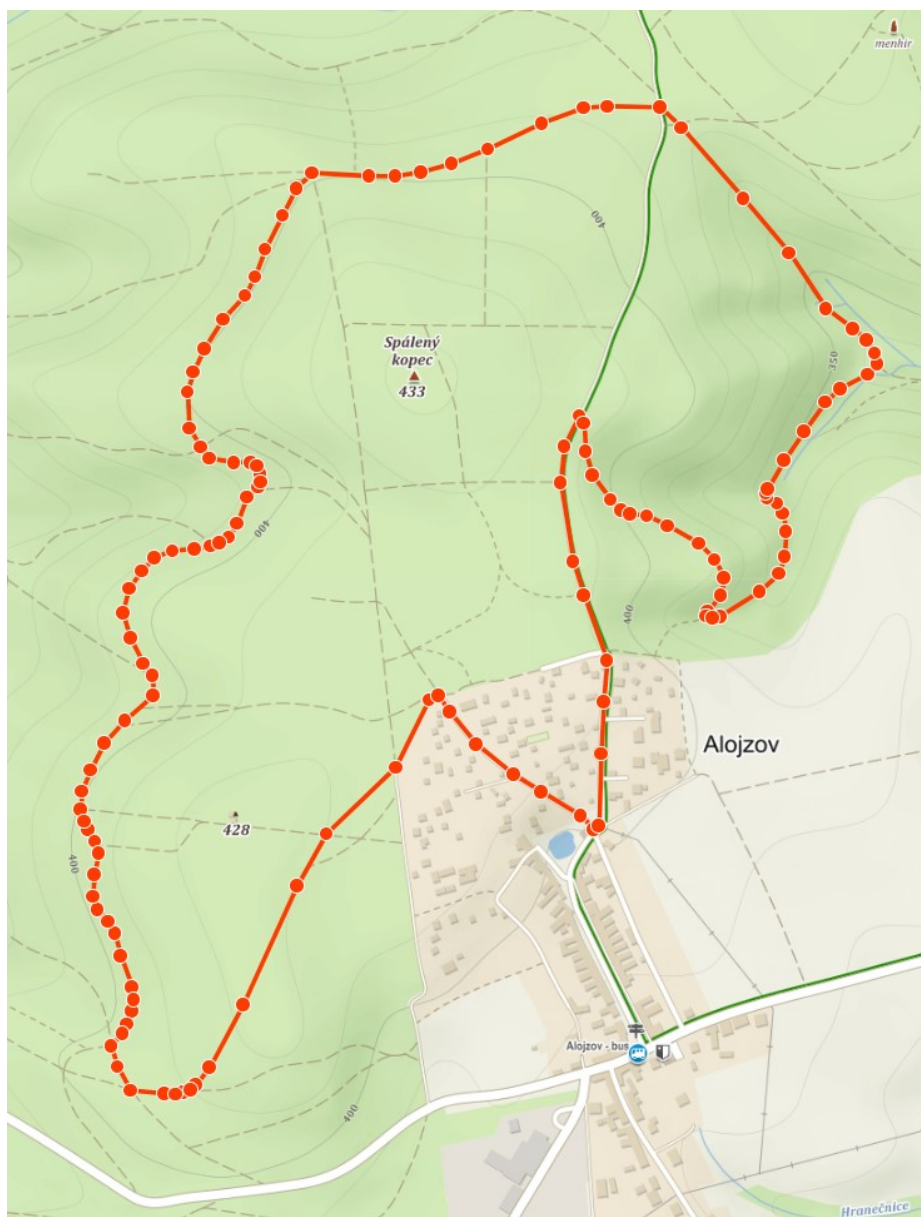 menhir
400
Spálený
kopec
433
350
400
400
Alojzov
428
400
Alojzov - bus
400
Hranečnice